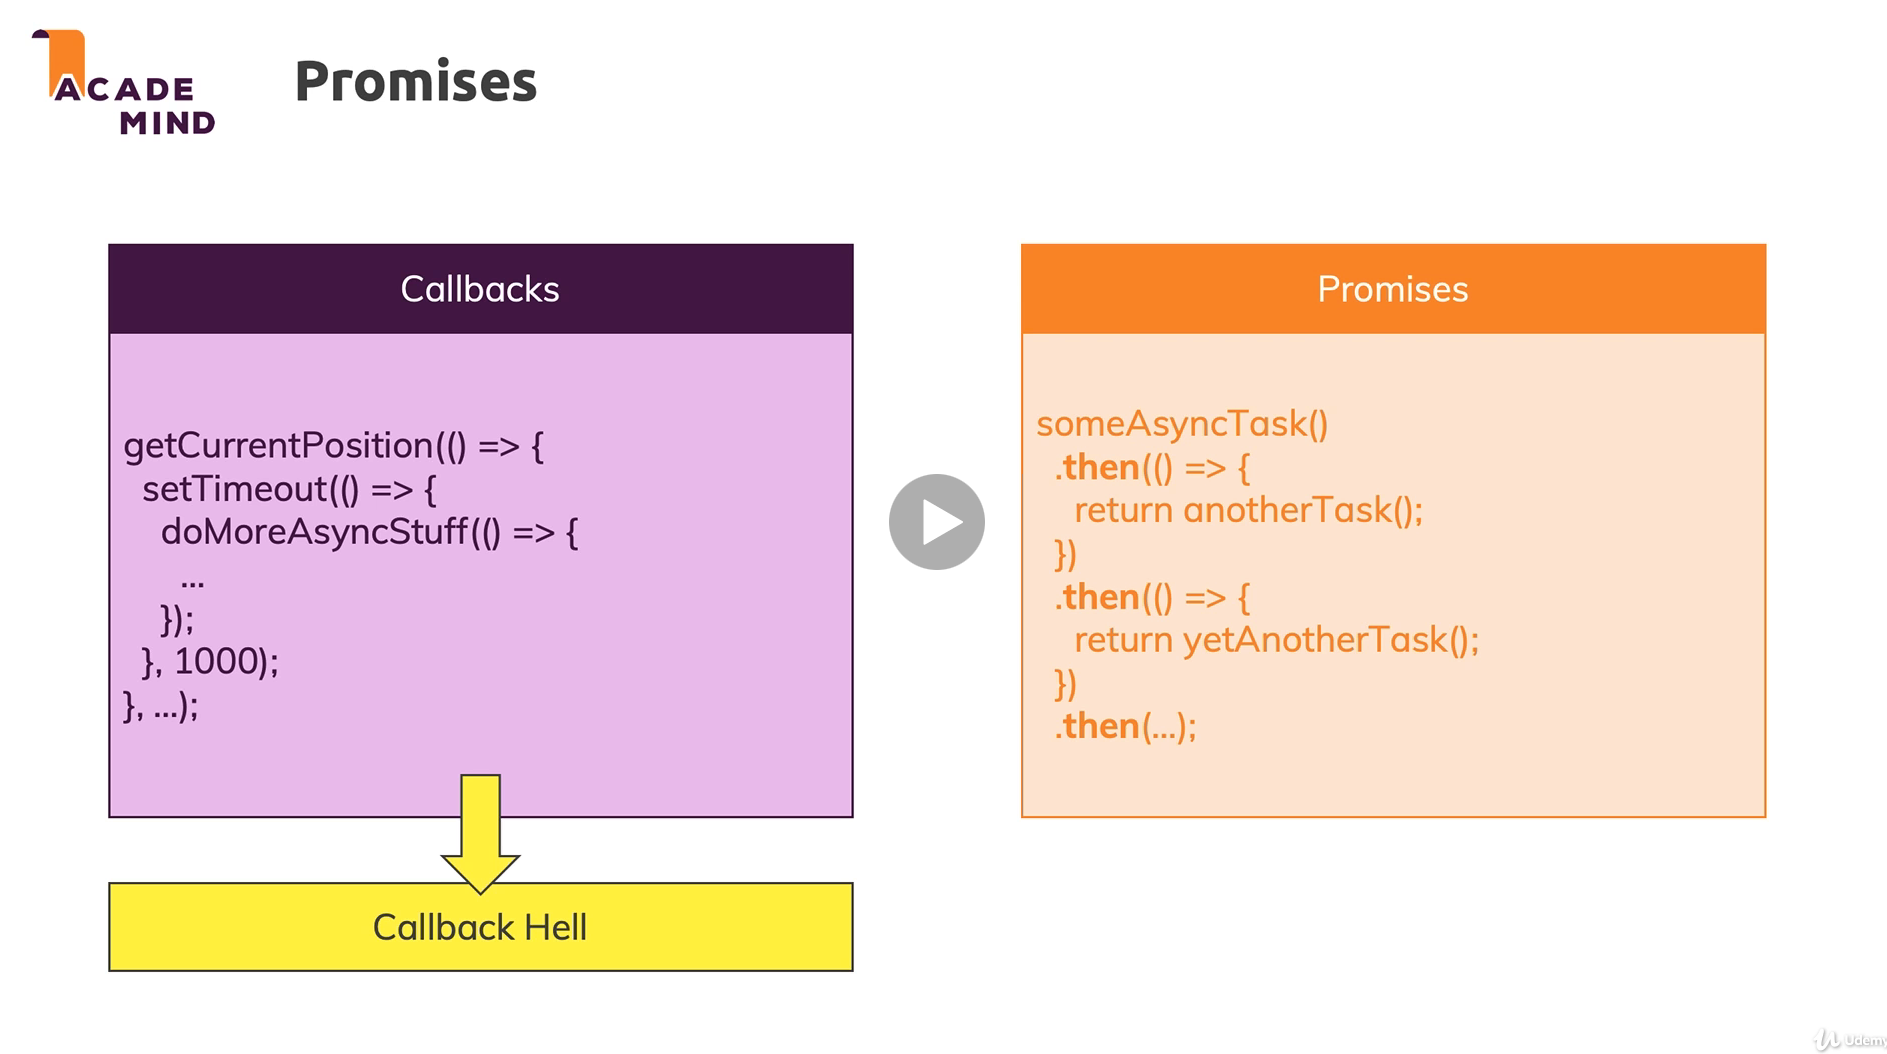 ACADE
MIND
Promises
Callbacks
getCurrentPosition(() => {
setTimeout(() => {
doMoreAsyncStuff(() => {
...
});
}, 1000);
}, ...);
Callback Hell
Promises
someAsyncTask()
.then(() => {
return anotherTask();
})
.then(() => {
return yetAnotherTask();
})
.then(...);
Udemy